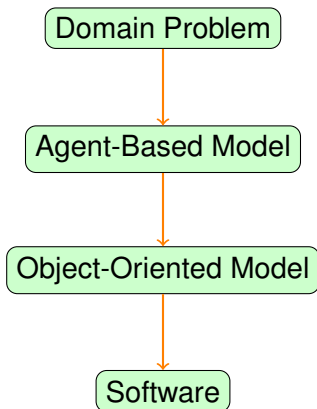 Domain Problem
Agent-Based Model
Object-Oriented Model
Software